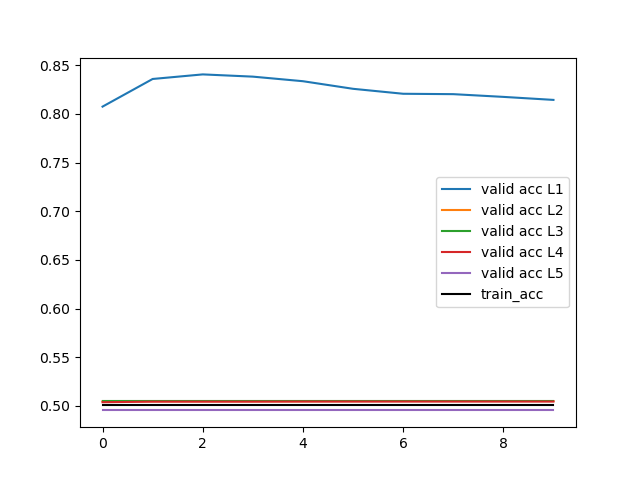 0.85
0.80
0.75
0.70
0.65
0.60
0.55
0.50
valid acc L1
valid acc L2
valid acc L3
valid acc L4
valid acc L5
train_acc
0 2 4 6 8